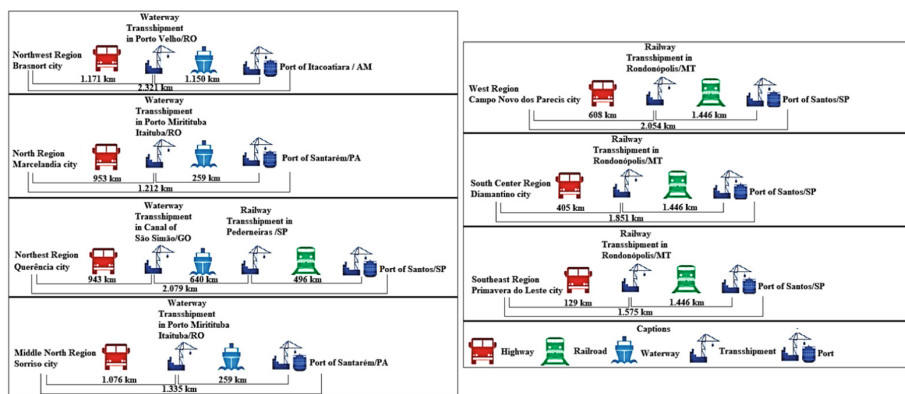 Waterway
Transshipment
in Porto Velho/RO
Northwest Region
Brasnort city
1.171 km
1.150 km
Port of Itacoatiara / AM
2.321 km
Waterway
Transshipment
in Porto Miritituba
Itaituba/RO
North Region
Marcelandia city
953 km
259 km
Port of Santarém/PA
1.212 km
Waterway
Transshipment
in Canal of
São Simão/GO
Railway
Transshipment in
Pederneiras /SP
Northest Region
Querência city
943 km
640 km
496 km
Port of Santos/SP
2.079 km
Waterway
Transshipment
in Porto Miritituba
Itaituba/RO
Middle North Region
Sorriso city
1.076 km
259 km
Port of Santarém/PA
1.335 km
Railway
Transshipment in
Rondonópolis/MT
West Region
Campo Novo dos Parecis city
608 km
1.446 km
Port of Santos/SP
2.054 km
Railway
Transshipment in
Rondonópolis/MT
South Center Region
Diamantino city
405 km
1.446 km
Port of Santos/SP
1.851 km
Railway
Transshipment in
Rondonópolis/MT
Southeast Region
Primavera do Leste city
129 km
1.446 km
Port of Santos/SP
1.575 km
Captions
Highway
Railroad
Waterway
Transshipment
Port